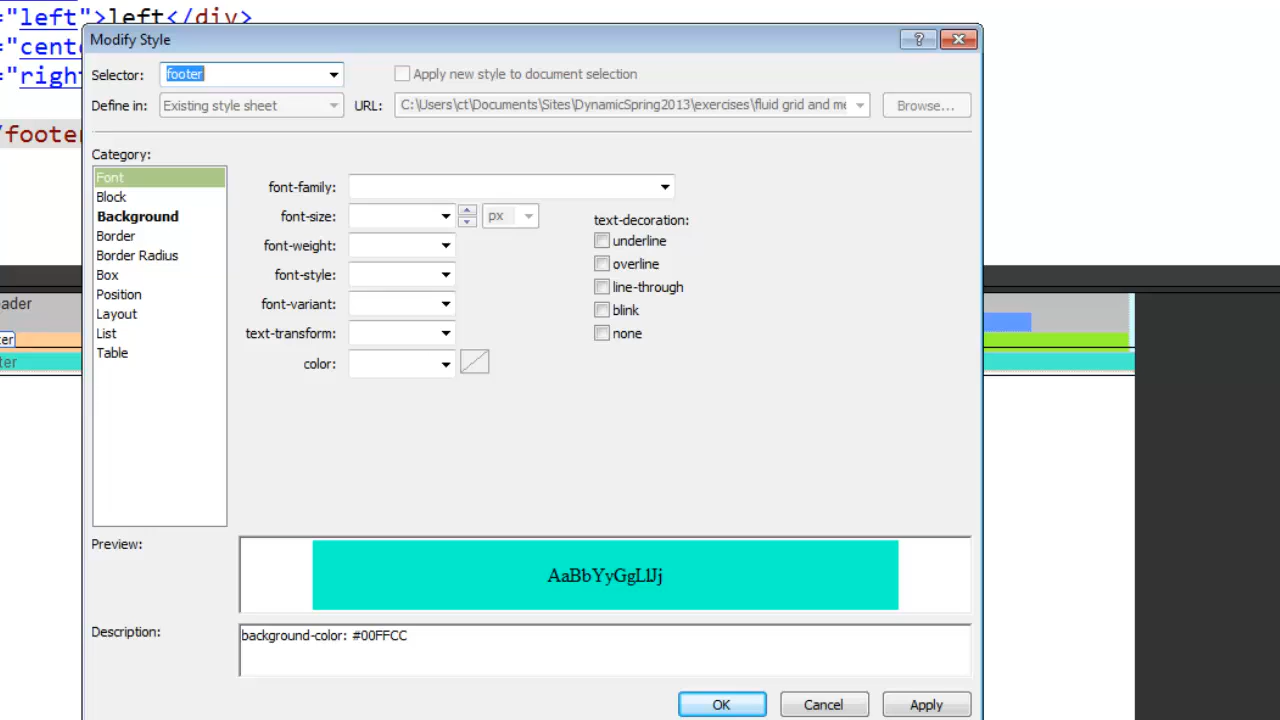 ="left">left</div>
Modify Style
="cente
Selector: footer
Apply new style to document selection
="right
Define in: Existing style sheet
URL: C:\Users\ct\Documents\Sites\DynamicSpring2013\exercises\fluid grid and me
Browse...
/footer
Category:
Font
Block
Background
Border
Border Radius
Box
Position
Layout
List
Table
font-family:
font-size: px
font-weight:
font-style:
font-variant:
text-transform:
color:
text-decoration:
underline
overline
line-through
blink
none
ader
ter
ter
Preview:
AaBbYyGgLlJj
Description:
background-color: #00FFCC
OK Cancel Apply